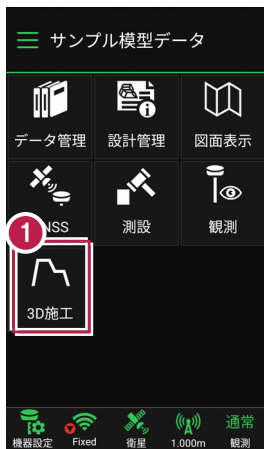 サンプル模型データ
データ管理 設計管理 図面表示
1
NSS 測設 観測
3D施工
通常
機器設定 Fixed 衛星 1.000m 観測